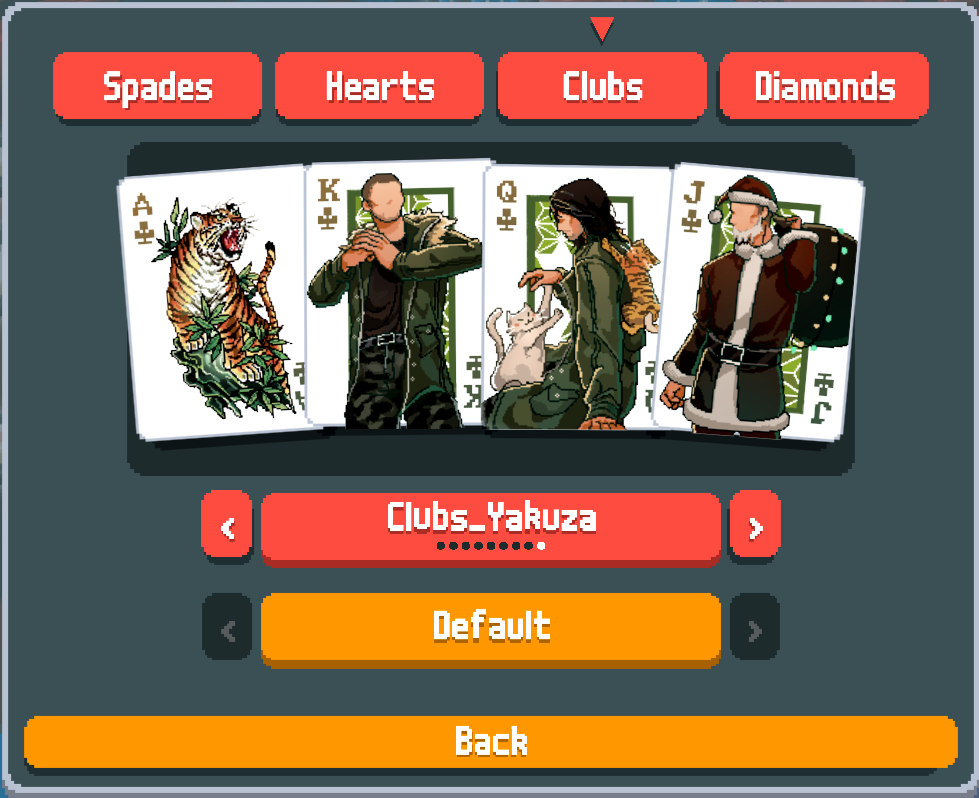 Spades
Hearts
Clubs
Diamonds
A
K
Q
J
K
J
Clubs_Yakuza
Default
Back